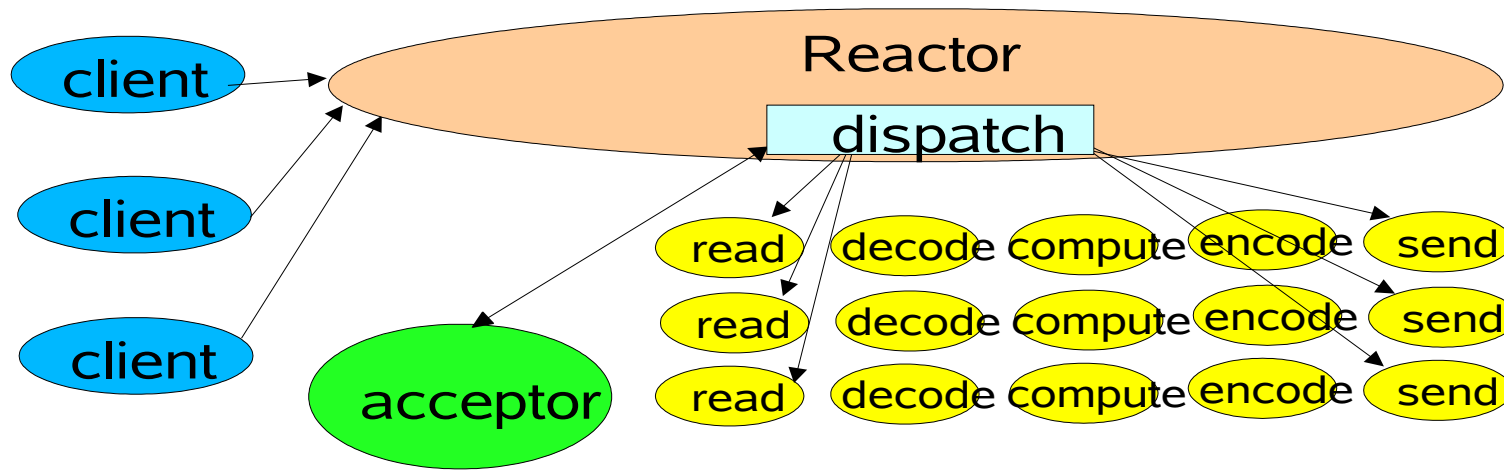 Reactor
client
dispatch
client
read decode compute encode send
read decode compute encode send
client
acceptor
read decode compute encode send